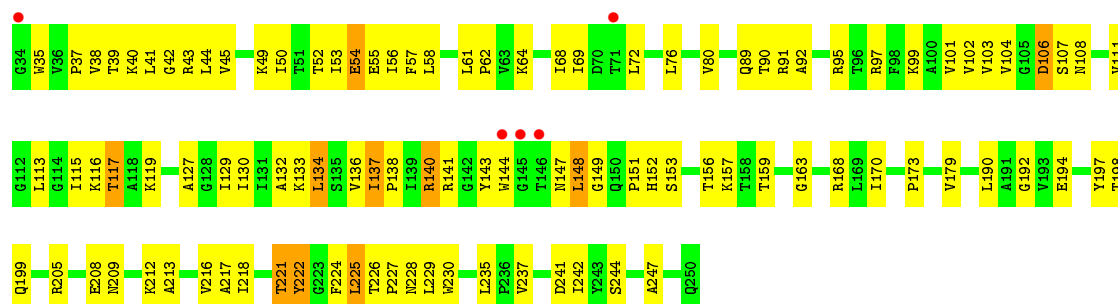 G34 W35 V36 P37 V38 T39 K40 L41 G42 R43 L44 V45 K49 I50 T51 T52 I53 E54 E55 I56 F57 L58 L61 P62 V63 K64 I68 I69 D70 T71 L72 L76 V80 Q89 T90 R91 A92 R95 T96 R97 F98 K99 A100 V101 V102 V103 V104 G105 D106 S107 N108 V111
G112 L113 G114 I115 K116 T117 A118 K119 A127 G128 I129 I130 I131 A132 K133 L134 S135 V136 I137 P138 I139 R140 R141 G142 Y143 W144 G145 T146 N147 L148 G149 Q150 P151 H152 S153 T156 K157 T158 T159 G163 R168 L169 I170 P173 V179 L190 A191 G192 V193 E194 Y197 T198
Q199 R205 E208 N209 K212 A213 V216 A217 I218 T221 Y222 G223 F224 L225 T226 P227 N228 L229 W230 L235 P236 V237 D241 I242 Y243 S244 A247 Q250